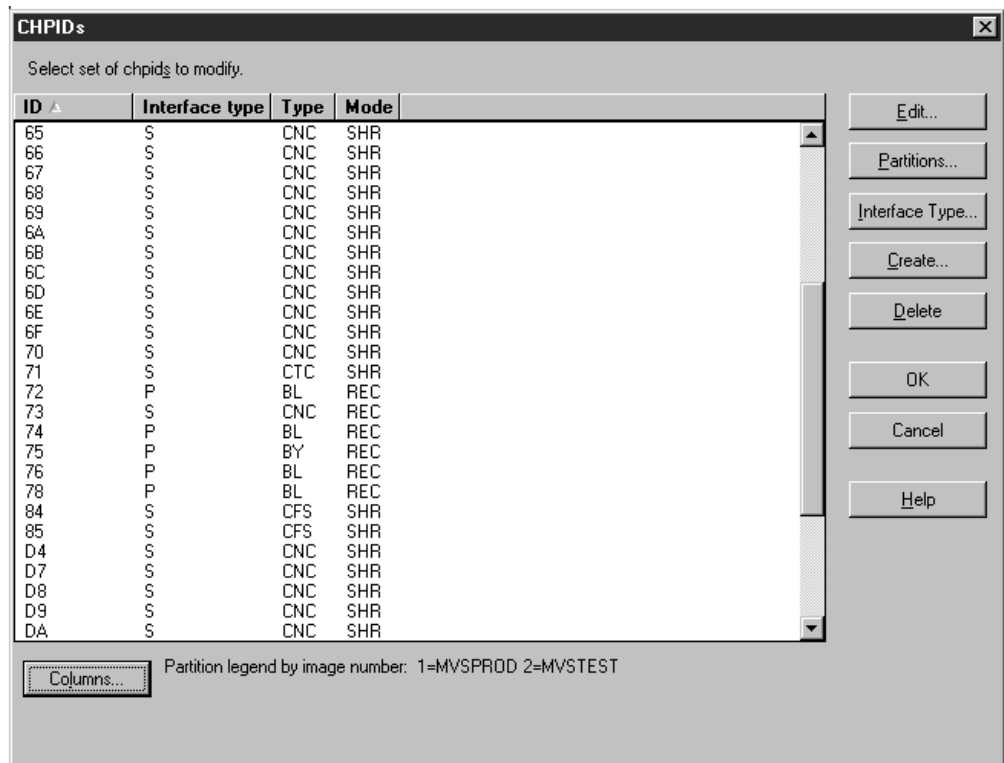 CHPIDs
Select set of chpids to modify.
ID Interface type Type Mode
65 S CNC SHR
66 S CNC SHR
67 S CNC SHR
68 S CNC SHR
69 S CNC SHR
6A S CNC SHR
6B S CNC SHR
6C S CNC SHR
6D S CNC SHR
6E S CNC SHR
6F S CNC SHR
70 S CNC SHR
71 S CTC SHR
72 P BL REC
73 S CNC REC
74 P BL REC
75 P BY REC
76 P BL REC
78 P BL REC
84 S CFS SHR
85 S CFS SHR
D4 S CNC SHR
D7 S CNC SHR
D8 S CNC SHR
D9 S CNC SHR
DA S CNC SHR
Edit...
Partitions...
Interface Type...
Create...
Delete
OK
Cancel
Help
Columns...
Partition legend by image number: 1=MVSPROD 2=MVSTEST